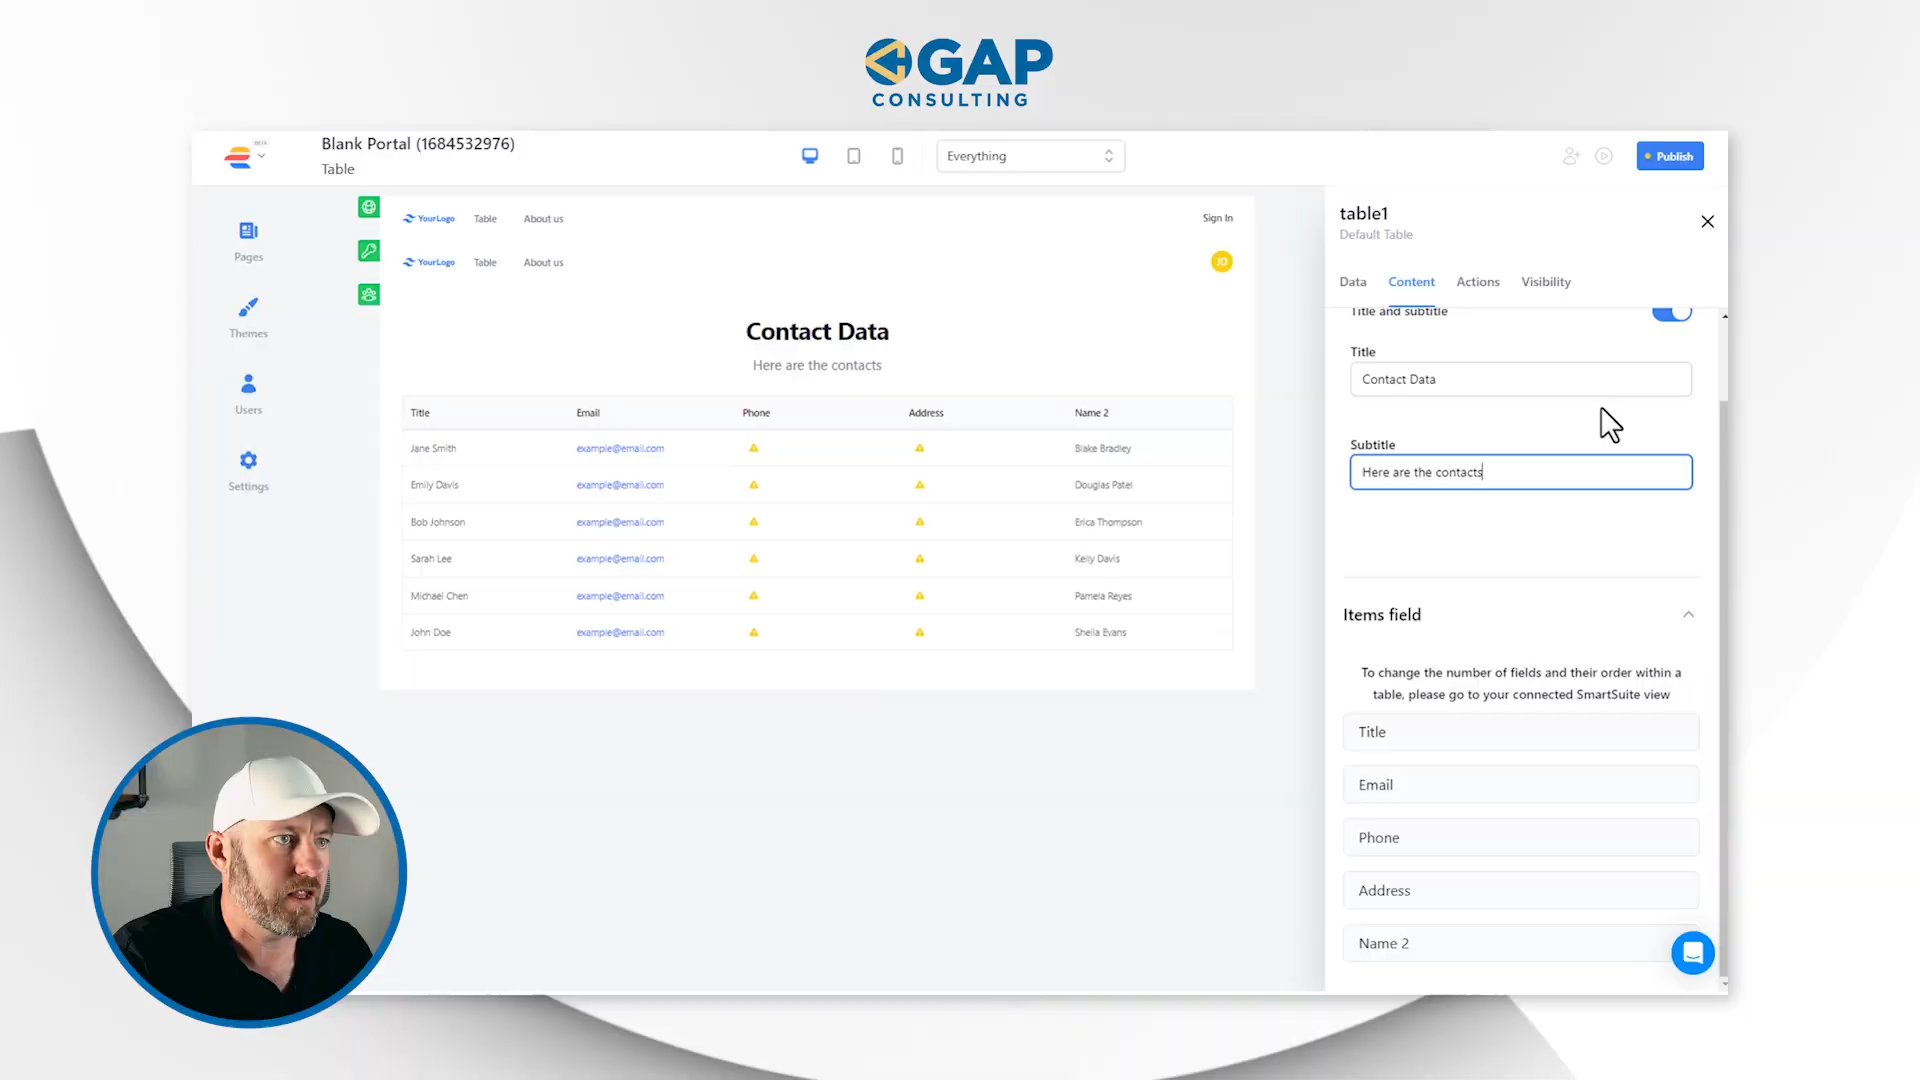 GAP
CONSULTING
BETA
Blank Portal (1684532976)
Table
Everything
Publish
Pages
Themes
Users
Settings
YourLogo Table About us Sign In
YourLogo Table About us JD
Contact Data
Here are the contacts
Title Email Phone Address Name 2
Jane Smith example@email.com Blake Bradley
Emily Davis example@email.com Douglas Patel
Bob Johnson example@email.com Erica Thompson
Sarah Lee example@email.com Kelly Davis
Michael Chen example@email.com Pamela Reyes
John Doe example@email.com Sheila Evans
table1
Default Table
Data Content Actions Visibility
Title and subtitle
Title
Contact Data
Subtitle
Here are the contacts
Items field
To change the number of fields and their order within a
table, please go to your connected SmartSuite view
Title
Email
Phone
Address
Name 2